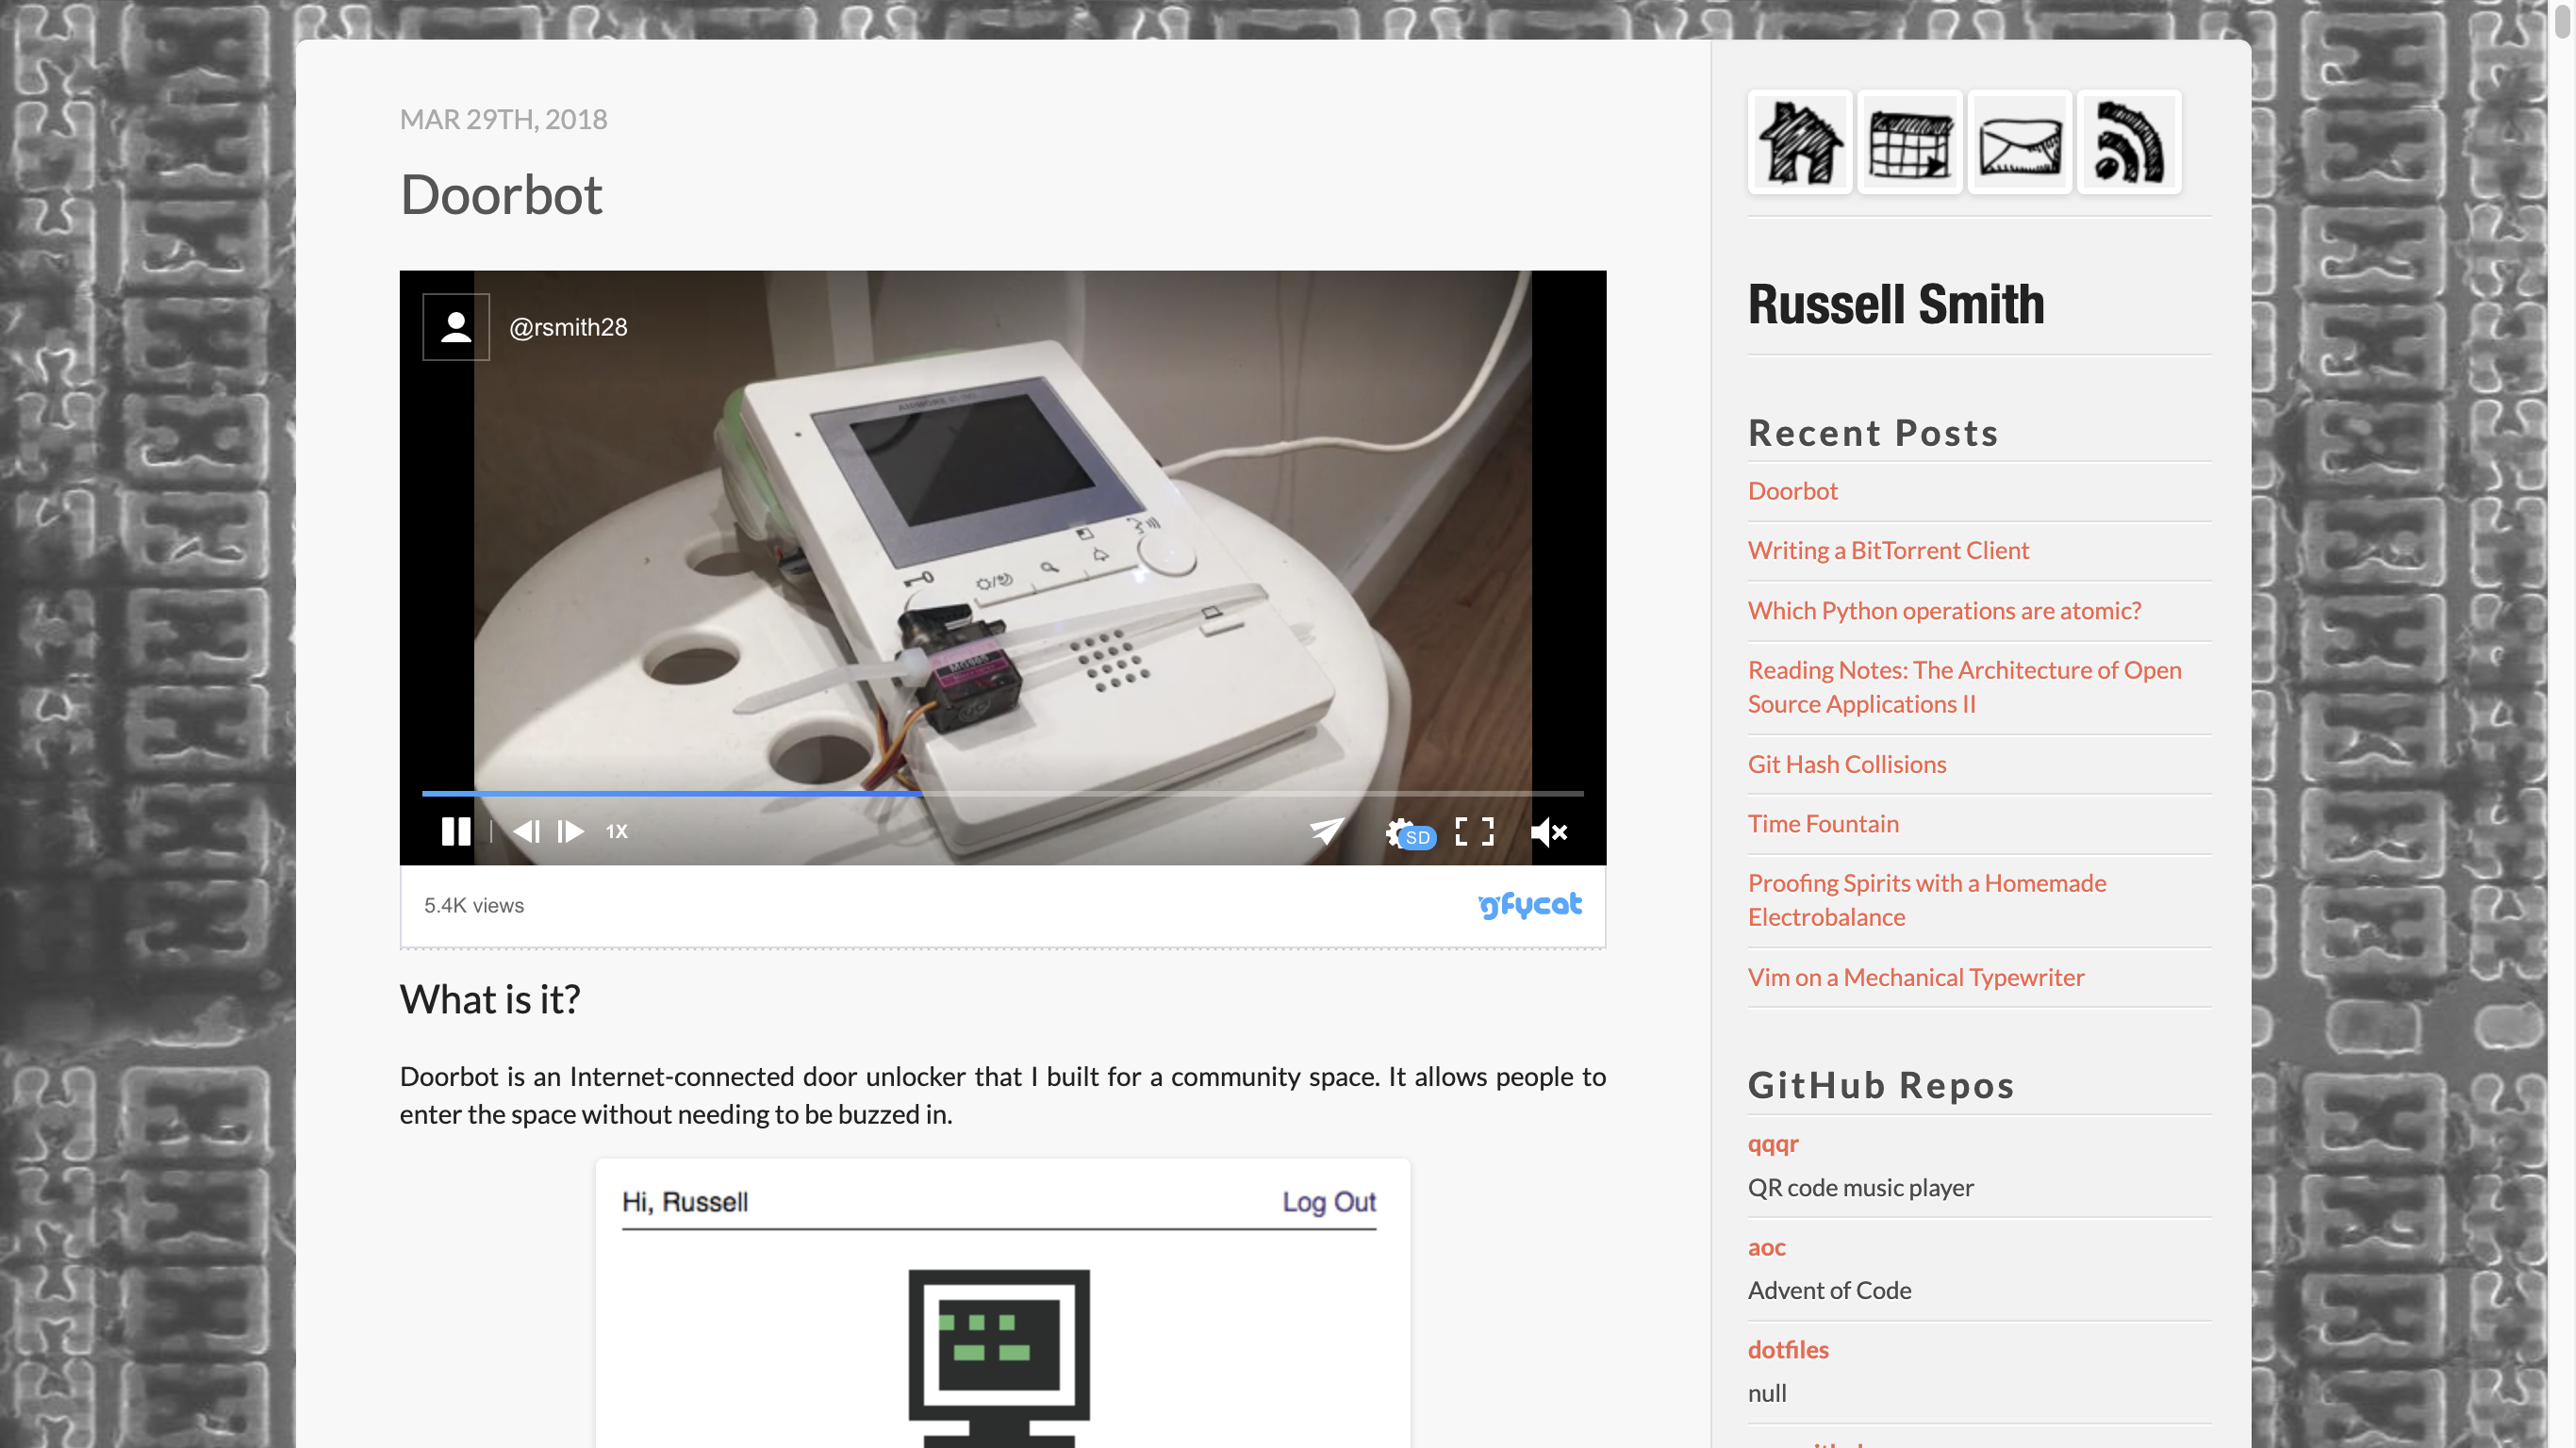 MAR 29TH, 2018
Doorbot
@rsmith28
1X
SD
5.4K views
gfycat
What is it?
Doorbot is an Internet-connected door unlocker that I built for a community space. It allows people to
enter the space without needing to be buzzed in.
Hi, Russell
Log Out
Russell Smith
Recent Posts
Doorbot
Writing a BitTorrent Client
Which Python operations are atomic?
Reading Notes: The Architecture of Open
Source Applications II
Git Hash Collisions
Time Fountain
Proofing Spirits with a Homemade
Electrobalance
Vim on a Mechanical Typewriter
GitHub Repos
qqqr
QR code music player
aoc
Advent of Code
dotfiles
null